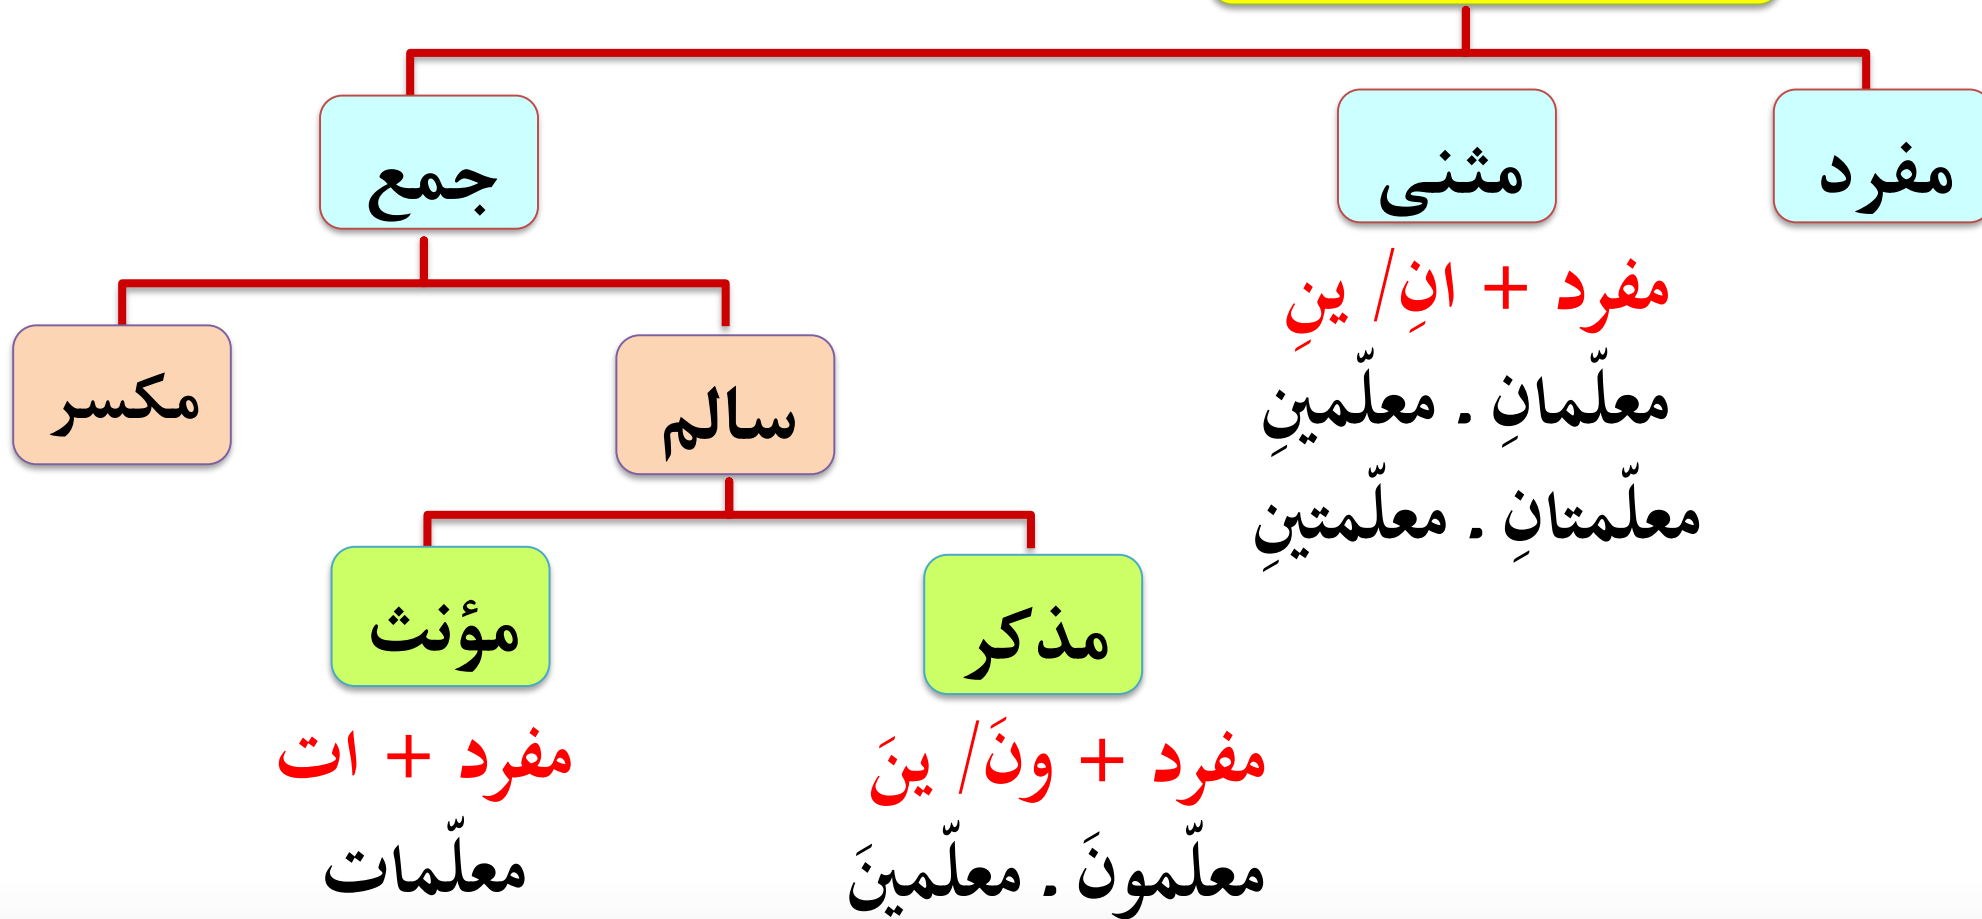 مفرد
مثنى
جمع
مفرد + انِ/ ينِ
معلّمانِ . معلّمينِ
معلّمتانِ . معلّمتينِ
سالم
مكسر
مذكر
مؤنث
مفرد + ونَ/ ينَ
معلّمونَ . معلّمينَ
مفرد + ات
معلّمات